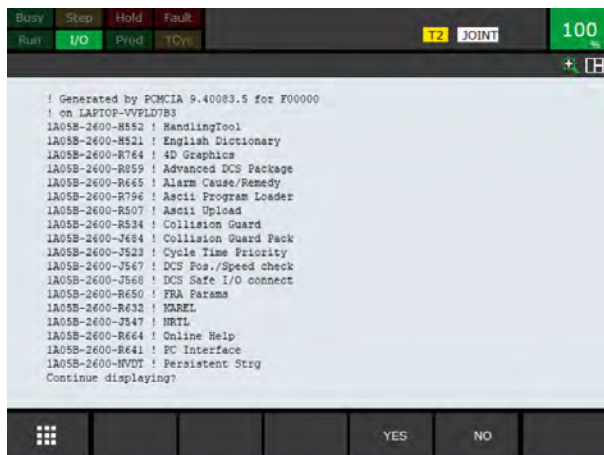 Busy Step Hold Fault
Run I/O Prod TCyc
T2 JOINT
100
%
! Generated by PCMCIA 9.40083.5 for F00000
! on LAPTOP-VVPLD7B3
1A05B-2600-H552 ! HandlingTool
1A05B-2600-H521 ! English Dictionary
1A05B-2600-R764 ! 4D Graphics
1A05B-2600-R859 ! Advanced DCS Package
1A05B-2600-R665 ! Alarm Cause/Remedy
1A05B-2600-R796 ! Ascii Program Loader
1A05B-2600-R507 ! Ascii Upload
1A05B-2600-R534 ! Collision Guard
1A05B-2600-J684 ! Collision Guard Pack
1A05B-2600-J523 ! Cycle Time Priority
1A05B-2600-J567 ! DCS Pos./Speed check
1A05B-2600-J568 ! DCS Safe I/O connect
1A05B-2600-R650 ! FRA Params
1A05B-2600-R632 ! KAREL
1A05B-2600-J547 ! NRTL
1A05B-2600-R664 ! Online Help
1A05B-2600-R641 ! PC Interface
1A05B-2600-NVDT ! Persistent Strg
Continue displaying?
YES NO